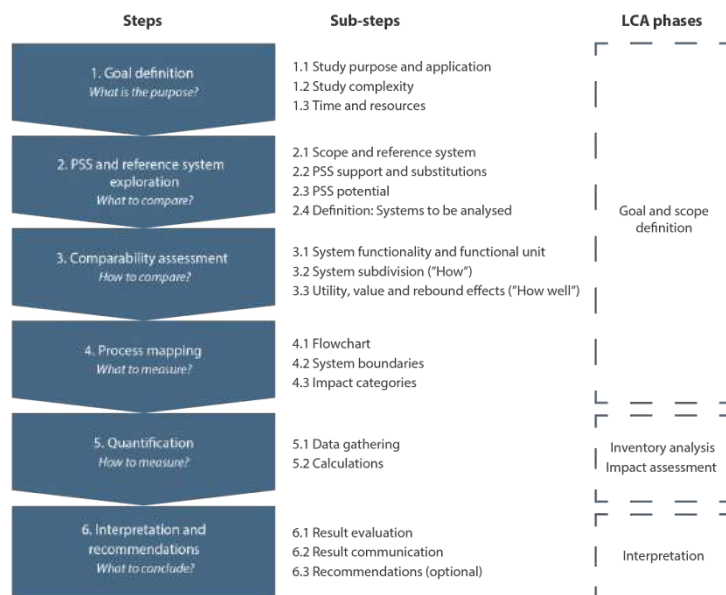 Steps
Sub-steps
LCA phases
1. Goal definition
What is the purpose?
1.1 Study purpose and application
1.2 Study complexity
1.3 Time and resources
2. PSS and reference system
exploration
What to compare?
2.1 Scope and reference system
2.2 PSS support and substitutions
2.3 PSS potential
2.4 Definition: Systems to be analysed
Goal and scope
definition
3. Comparability assessment
How to compare?
3.1 System functionality and functional unit
3.2 System subdivision ("How")
3.3 Utility, value and rebound effects ("How well")
4. Process mapping
What to measure?
4.1 Flowchart
4.2 System boundaries
4.3 Impact categories
5. Quantification
How to measure?
5.1 Data gathering
5.2 Calculations
Inventory analysis
Impact assessment
6. Interpretation and
recommendations
What to conclude?
6.1 Result evaluation
6.2 Result communication
6.3 Recommendations (optional)
Interpretation